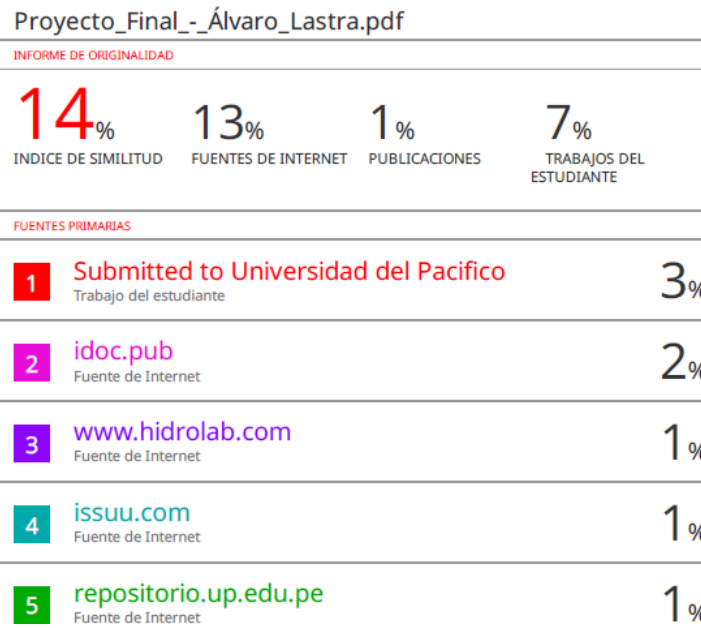 Proyecto_Final_-_Álvaro_Lastra.pdf
INFORME DE ORIGINALIDAD
14% 13% 1% 7%
INDICE DE SIMILITUD FUENTES DE INTERNET PUBLICACIONES TRABAJOS DEL
ESTUDIANTE
FUENTES PRIMARIAS
1 Submitted to Universidad del Pacifico 3%
Trabajo del estudiante
2 idoc.pub 2%
Fuente de Internet
3 www.hidrolab.com 1%
Fuente de Internet
4 issuu.com 1%
Fuente de Internet
5 repositorio.up.edu.pe 1%
Fuente de Internet